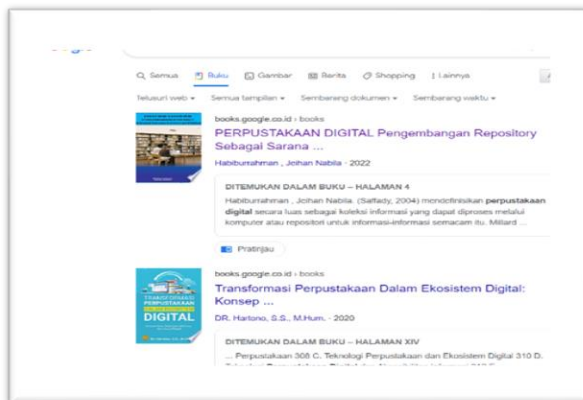 Semua Buku Gambar Berita Shopping Lainnya
Telusuri web Semua tampilan Sembarang dokumen Sembarang waktu
books.google.co.id › books
PERPUSTAKAAN DIGITAL Pengembangan Repository
Sebagai Sarana ...
Habiburrahman , Jeihan Nabila · 2022
DITEMUKAN DALAM BUKU – HALAMAN 4
Habiburrahman , Jeihan Nabila. (Saffady, 2004) mendefinisikan perpustakaan
digital secara luas sebagai koleksi informasi yang dapat diproses melalui
komputer atau repositori untuk informasi-informasi semacam itu. Millard ...
Pratinjau
books.google.co.id › books
TRANSFORMASI
PERPUSTAKAAN
DIGITAL
Transformasi Perpustakaan Dalam Ekosistem Digital:
Konsep ...
DR. Hartono, S.S., M.Hum. · 2020
DITEMUKAN DALAM BUKU – HALAMAN XIV
... Perpustakaan 308 C. Teknologi Perpustakaan dan Ekosistem Digital 310 D.